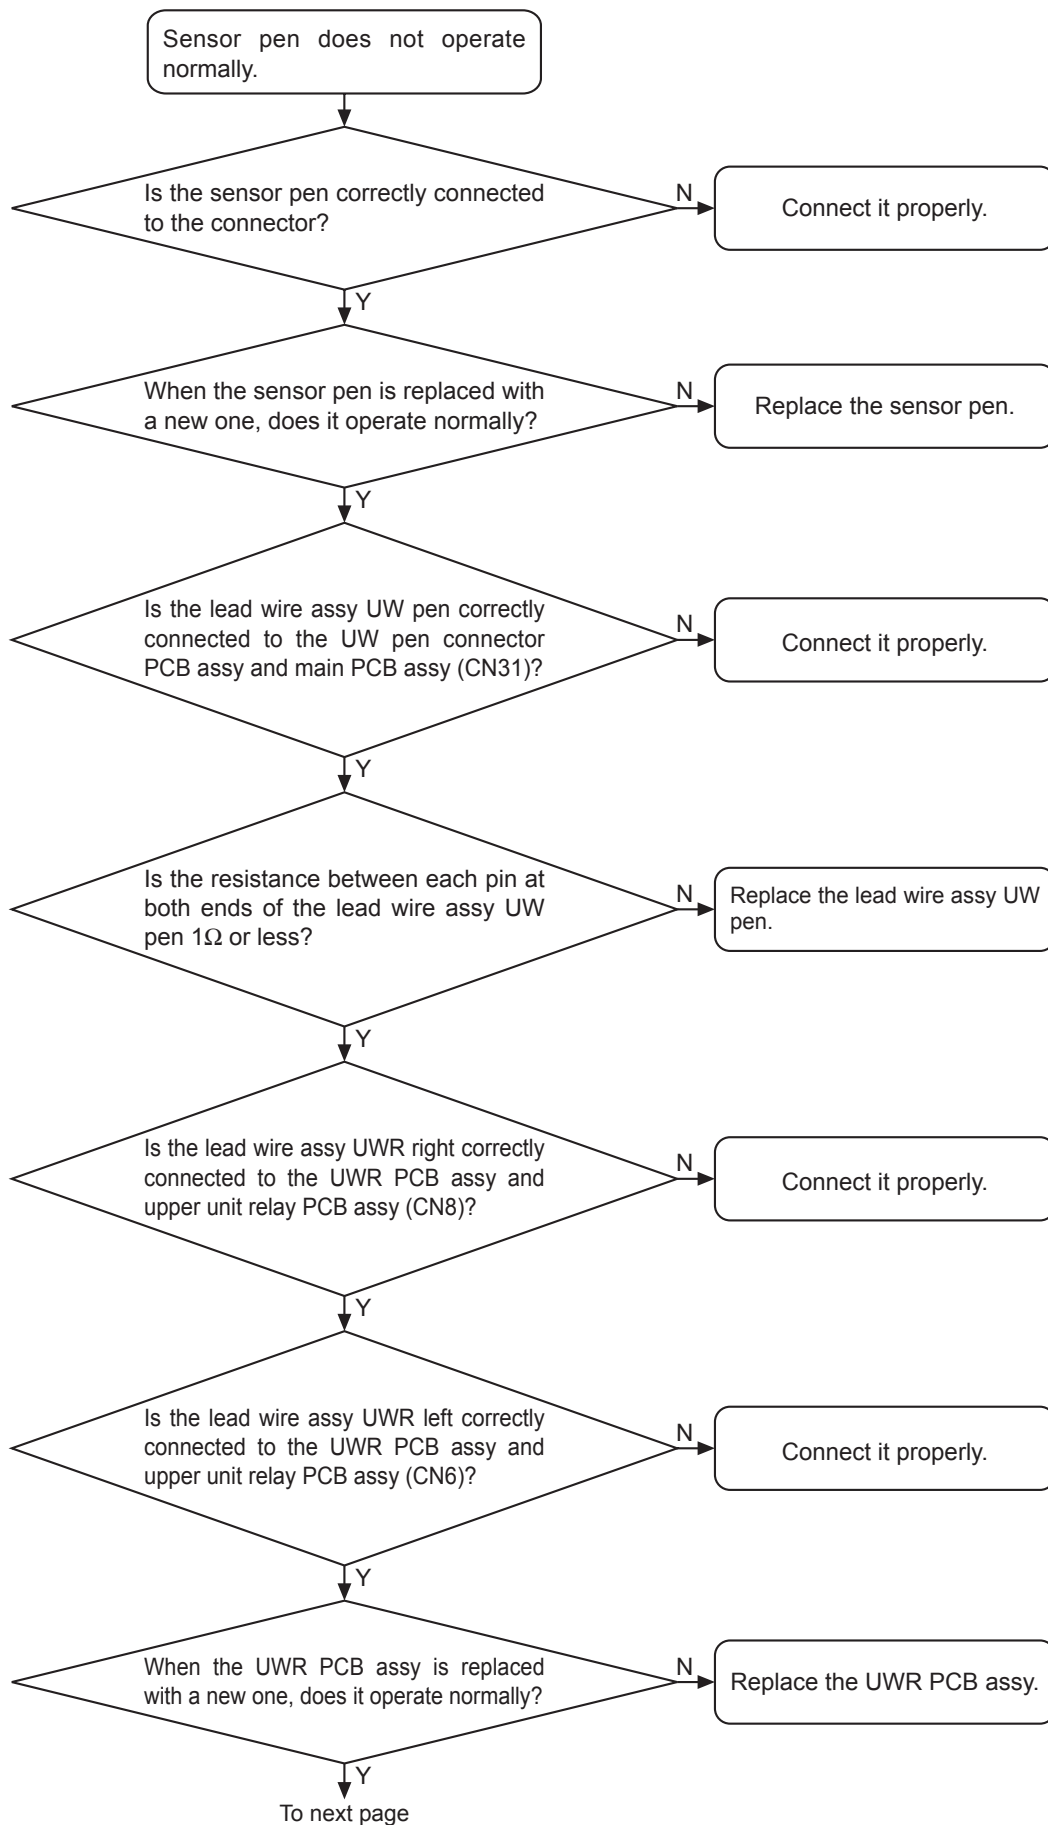 Sensor pen does not operate
normally.
Is the sensor pen correctly connected
to the connector?
N
Connect it properly.
Y
When the sensor pen is replaced with
a new one, does it operate normally?
N
Replace the sensor pen.
Y
Is the lead wire assy UW pen correctly
connected to the UW pen connector
PCB assy and main PCB assy (CN31)?
N
Connect it properly.
Y
Is the resistance between each pin at
both ends of the lead wire assy UW
pen 1Ω or less?
N
Replace the lead wire assy UW
pen.
Y
Is the lead wire assy UWR right correctly
connected to the UWR PCB assy and
upper unit relay PCB assy (CN8)?
N
Connect it properly.
Y
Is the lead wire assy UWR left correctly
connected to the UWR PCB assy and
upper unit relay PCB assy (CN6)?
N
Connect it properly.
Y
When the UWR PCB assy is replaced
with a new one, does it operate normally?
N
Replace the UWR PCB assy.
Y
To next page